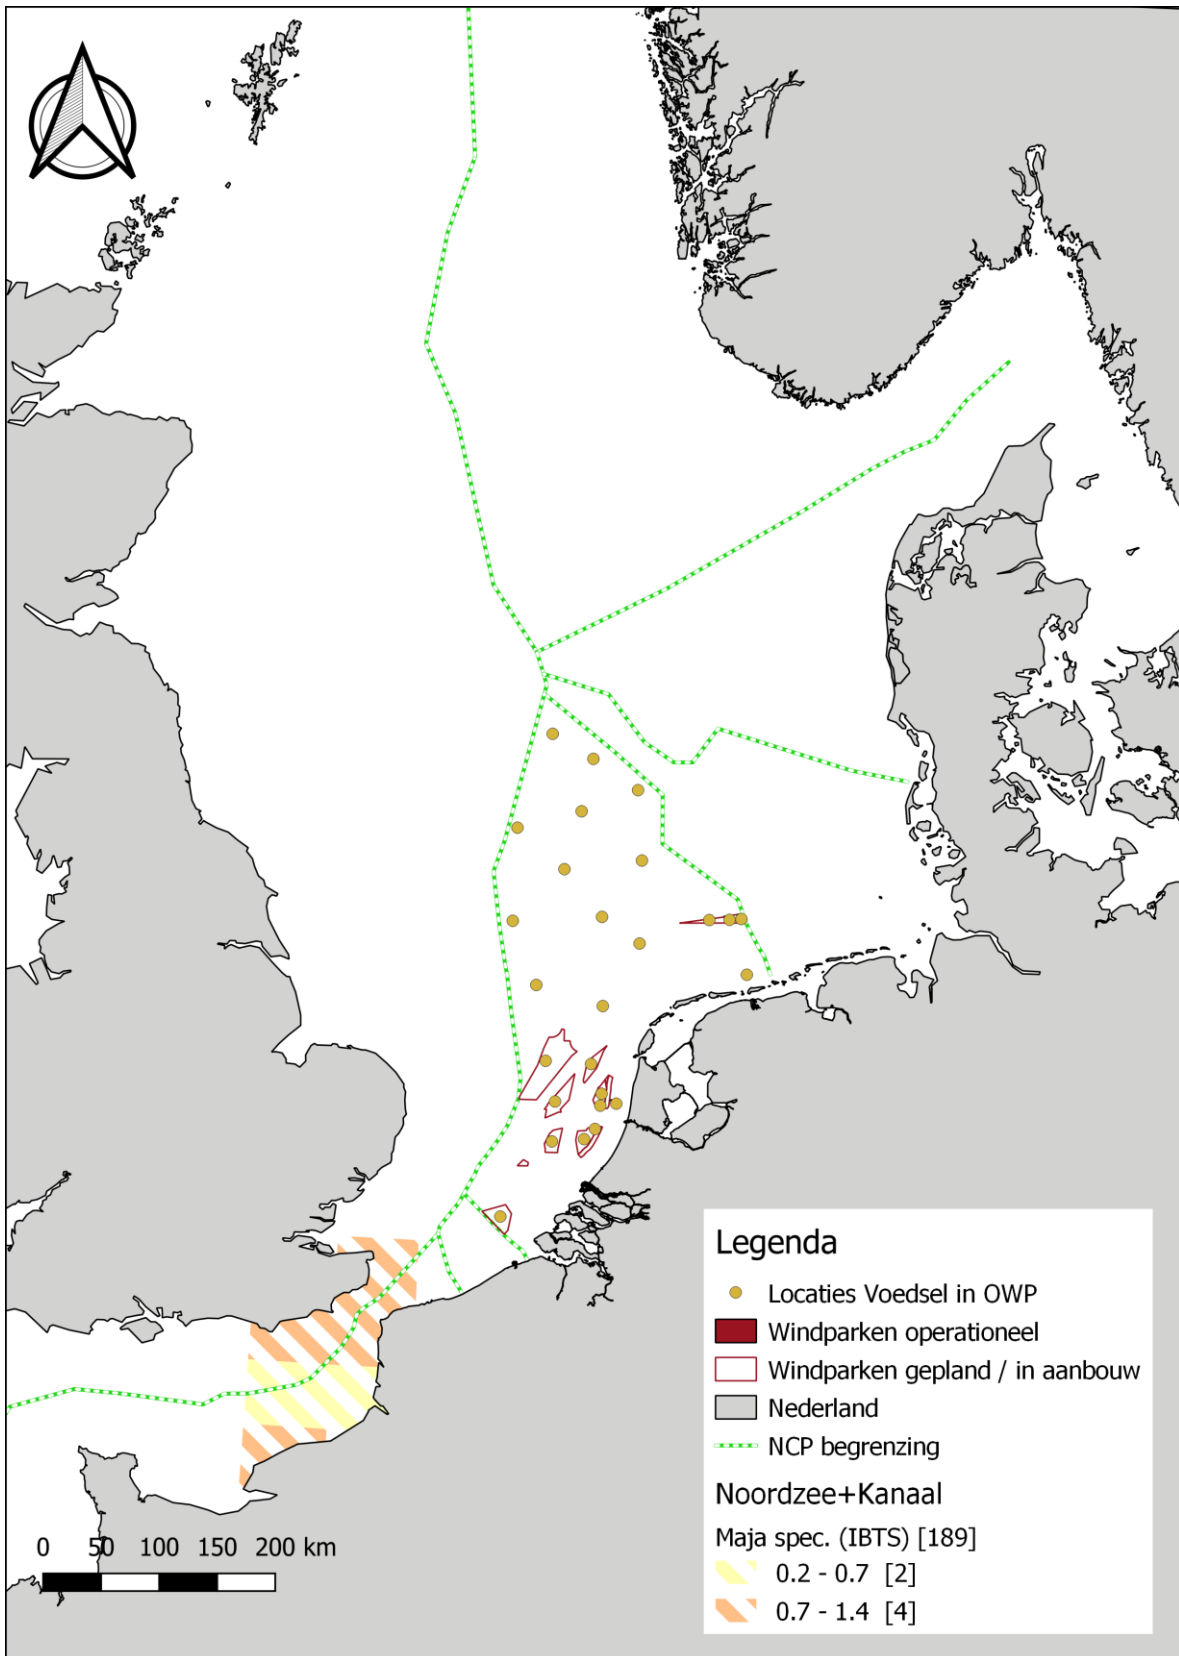 Legenda
Locaties Voedsel in OWP
Windparken operationeel
Windparken gepland / in aanbouw
Nederland
NCP begrenzing
Noordzee+Kanaal
Maja spec. (IBTS) [189]
0.2 - 0.7 [2]
0.7 - 1.4 [4]
0 50 100 150 200 km